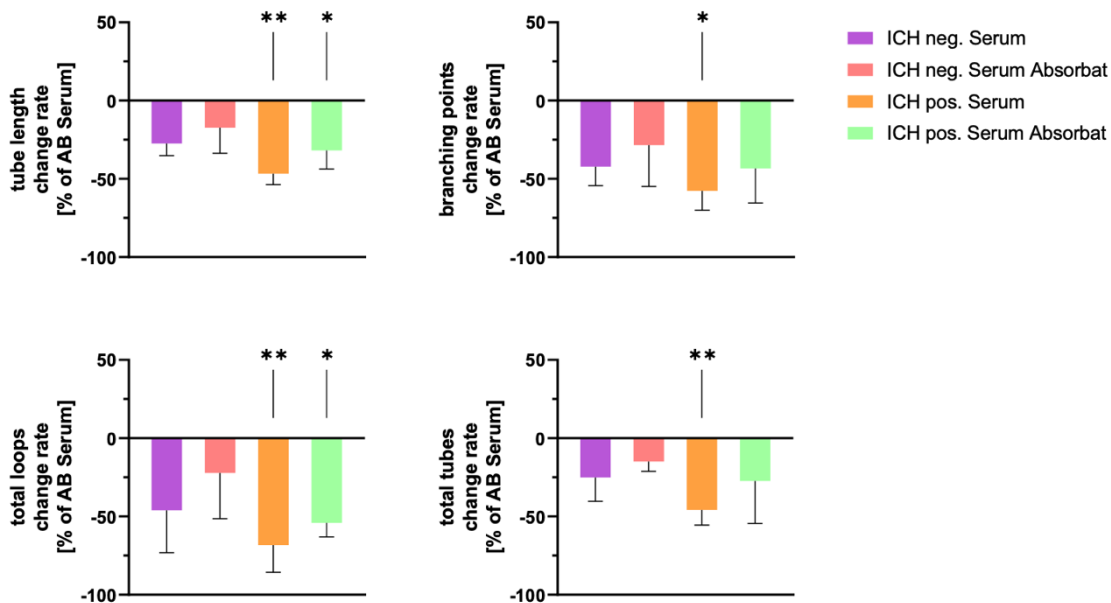 50
0
-50
-100
tube length
change rate
[% of AB Serum]
** *
50
0
-50
-100
branching points
change rate
[% of AB Serum]
*
ICH neg. Serum
ICH neg. Serum Absorbat
ICH pos. Serum
ICH pos. Serum Absorbat
50
0
-50
-100
total loops
change rate
[% of AB Serum]
** *
50
0
-50
-100
total tubes
change rate
[% of AB Serum]
**